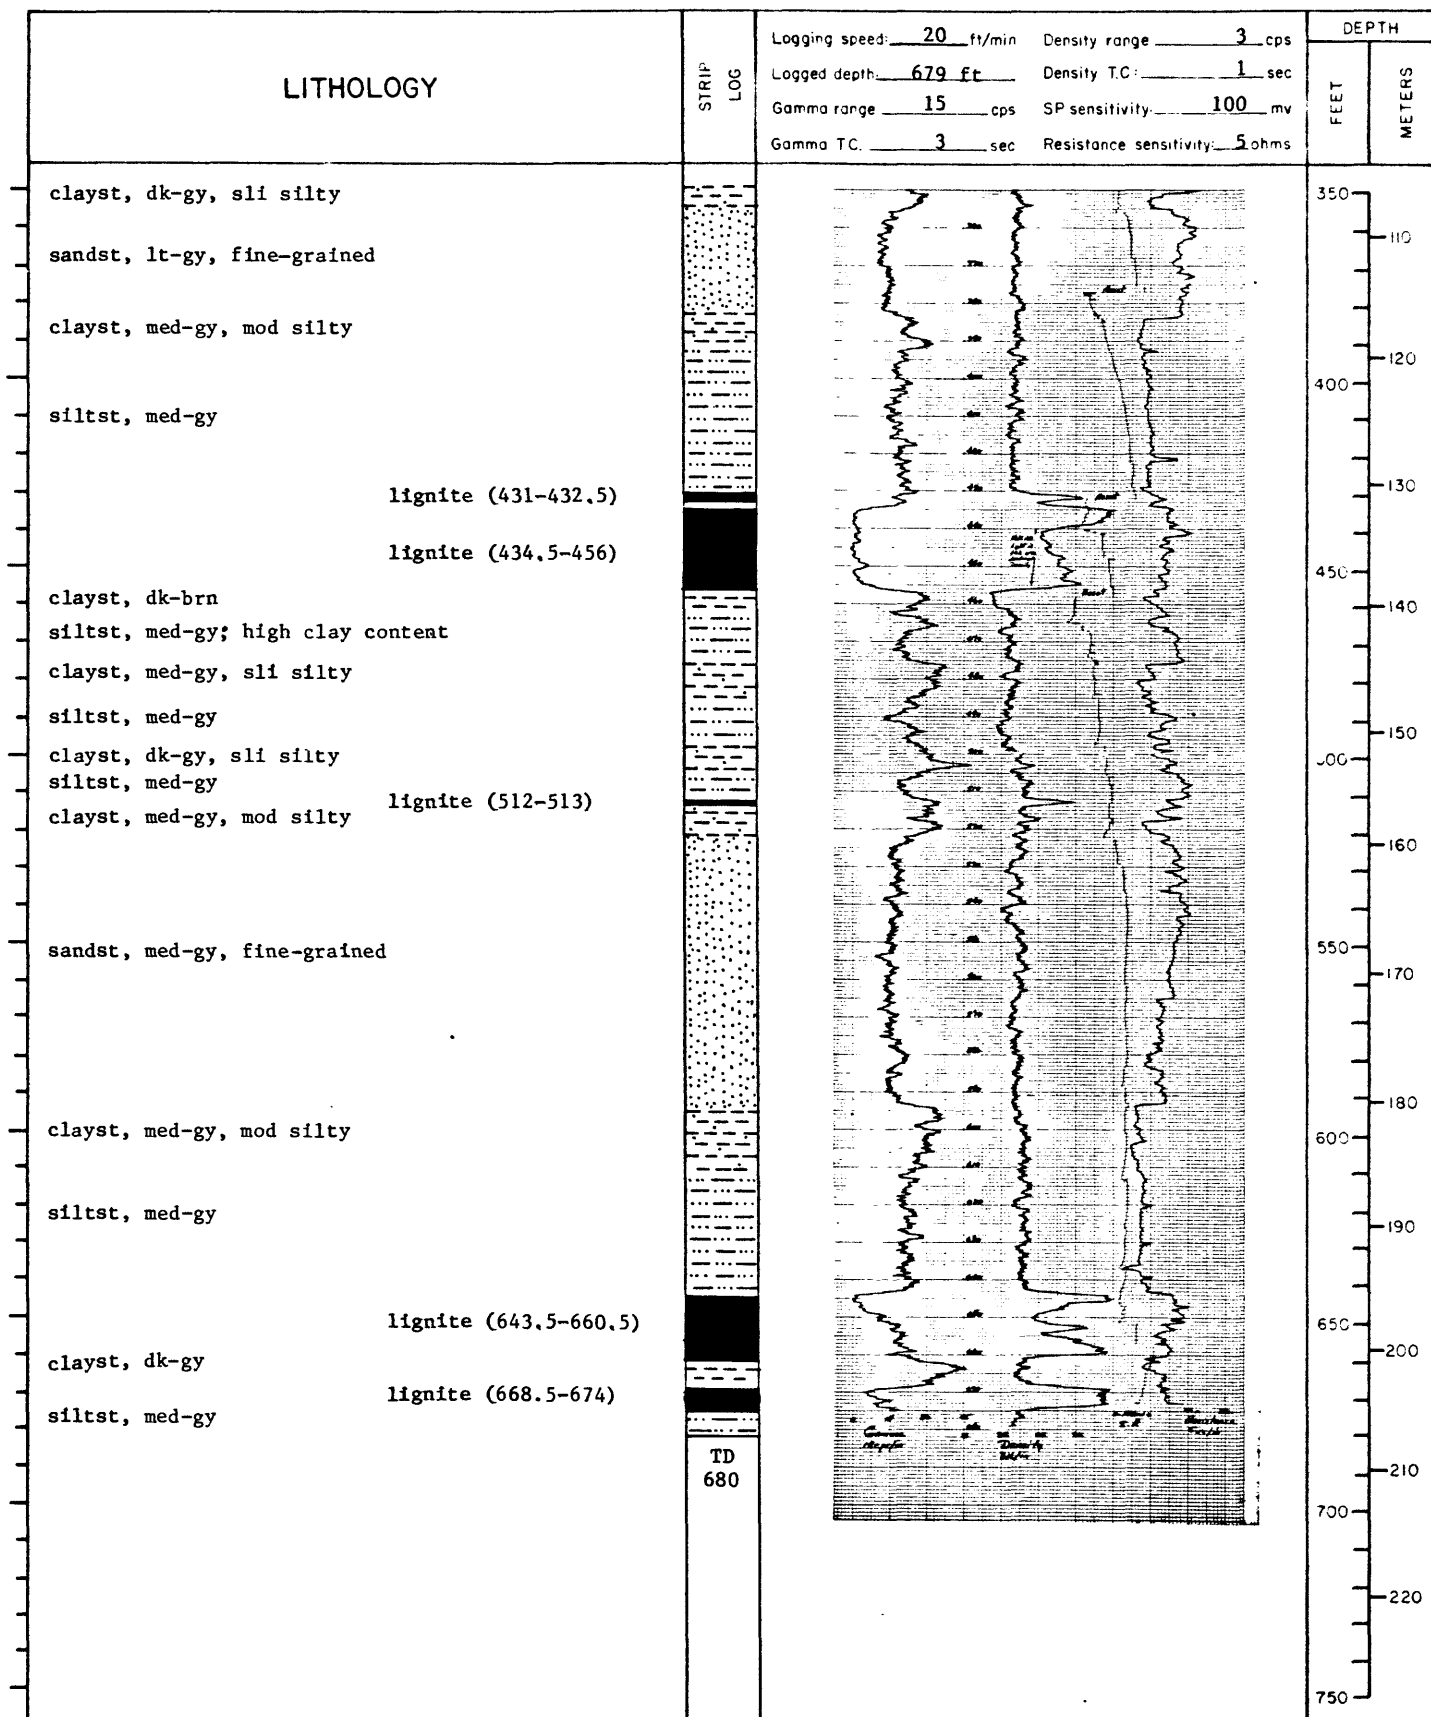 LITHOLOGY
STRIP LOG
Logging speed: 20 ft/min Density range 3 cps
Logged depth: 679 ft Density T.C: 1 sec
Gamma range 15 cps SP sensitivity 100 mv
Gamma T.C. 3 sec Resistance sensitivity: 5 ohms
DEPTH
FEET
METERS
clayst, dk-gy, sli silty
350
110
sandst, lt-gy, fine-grained
Reset
clayst, med-gy, mod silty
120
400
siltst, med-gy
130
lignite (431-432.5)
Reset
lignite (434.5-456)
450
clayst, dk-brn
Reset
140
siltst, med-gy; high clay content
clayst, med-gy, sli silty
siltst, med-gy
150
clayst, dk-gy, sli silty
00
siltst, med-gy
lignite (512-513)
clayst, med-gy, mod silty
160
sandst, med-gy, fine-grained
550
170
180
clayst, med-gy, mod silty
600
siltst, med-gy
190
lignite (643.5-660.5)
650
clayst, dk-gy
200
lignite (668.5-674)
siltst, med-gy
Density
Resistance
TD
680
210
700
220
750